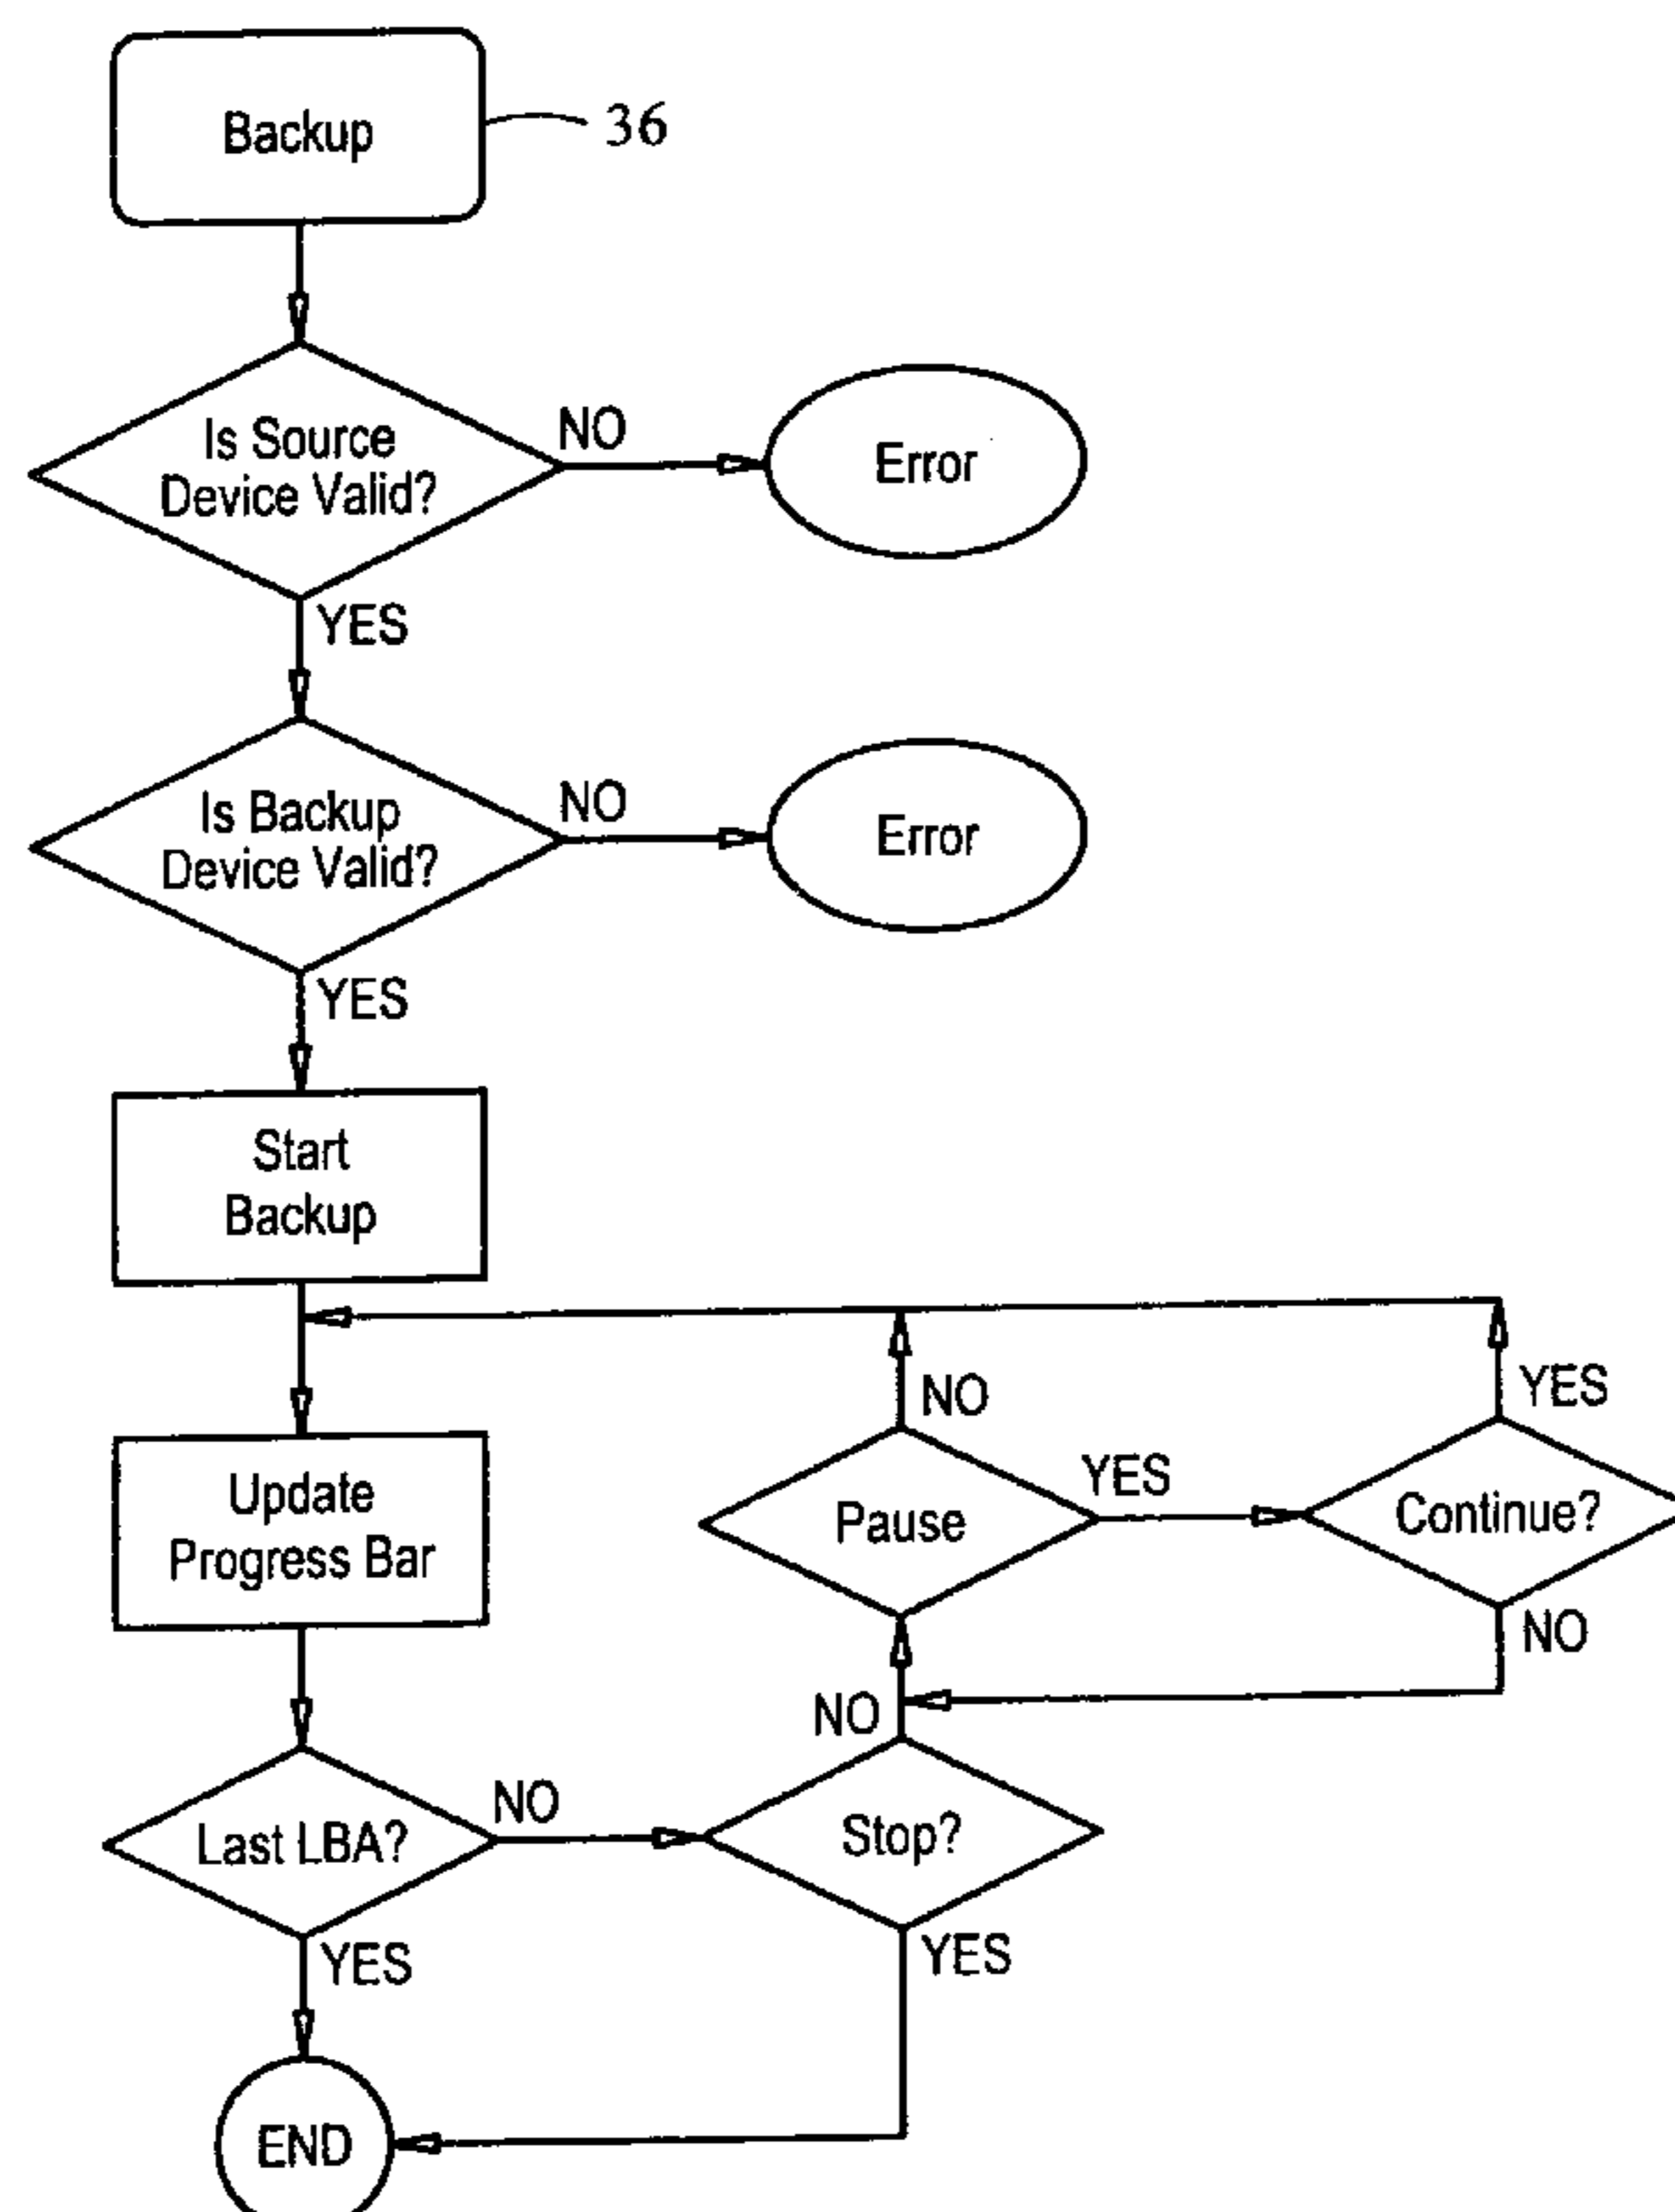 Backup
36
Is Source
Device Valid?
NO
Error
YES
Is Backup
Device Valid?
NO
Error
YES
Start
Backup
Update
Progress Bar
NO
YES
Pause
YES
Continue?
NO
NO
Last LBA?
NO
Stop?
YES
YES
END